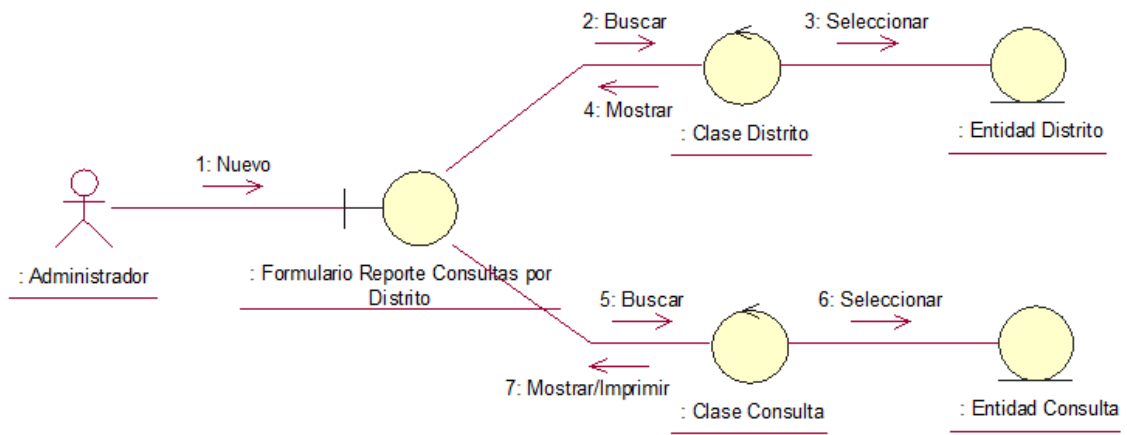 2: Buscar
3: Seleccionar
4: Mostrar
: Clase Distrito
: Entidad Distrito
1: Nuevo
: Administrador
: Formulario Reporte Consultas por
Distrito
5: Buscar
6: Seleccionar
7: Mostrar/Imprimir
: Clase Consulta
: Entidad Consulta